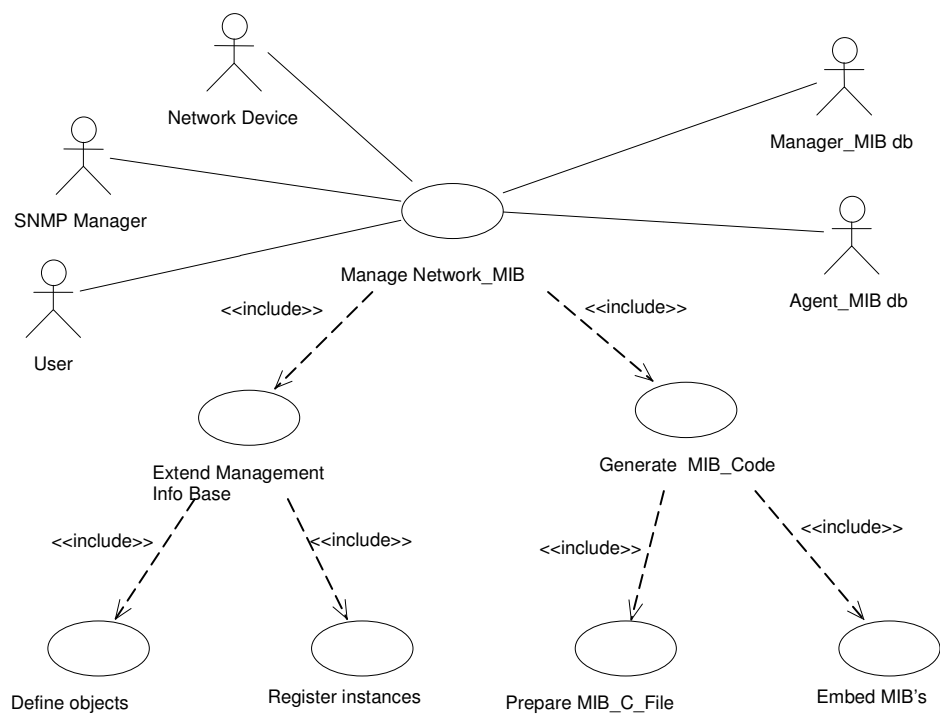 Network Device
Manager_MIB db
SNMP Manager
Manage Network_MIB
Agent_MIB db
User
<<include>>
<<include>>
Extend Management
Info Base
Generate MIB_Code
<<include>>
<<include>>
<<include>>
<<include>>
Define objects
Register instances
Prepare MIB_C_File
Embed MIB's